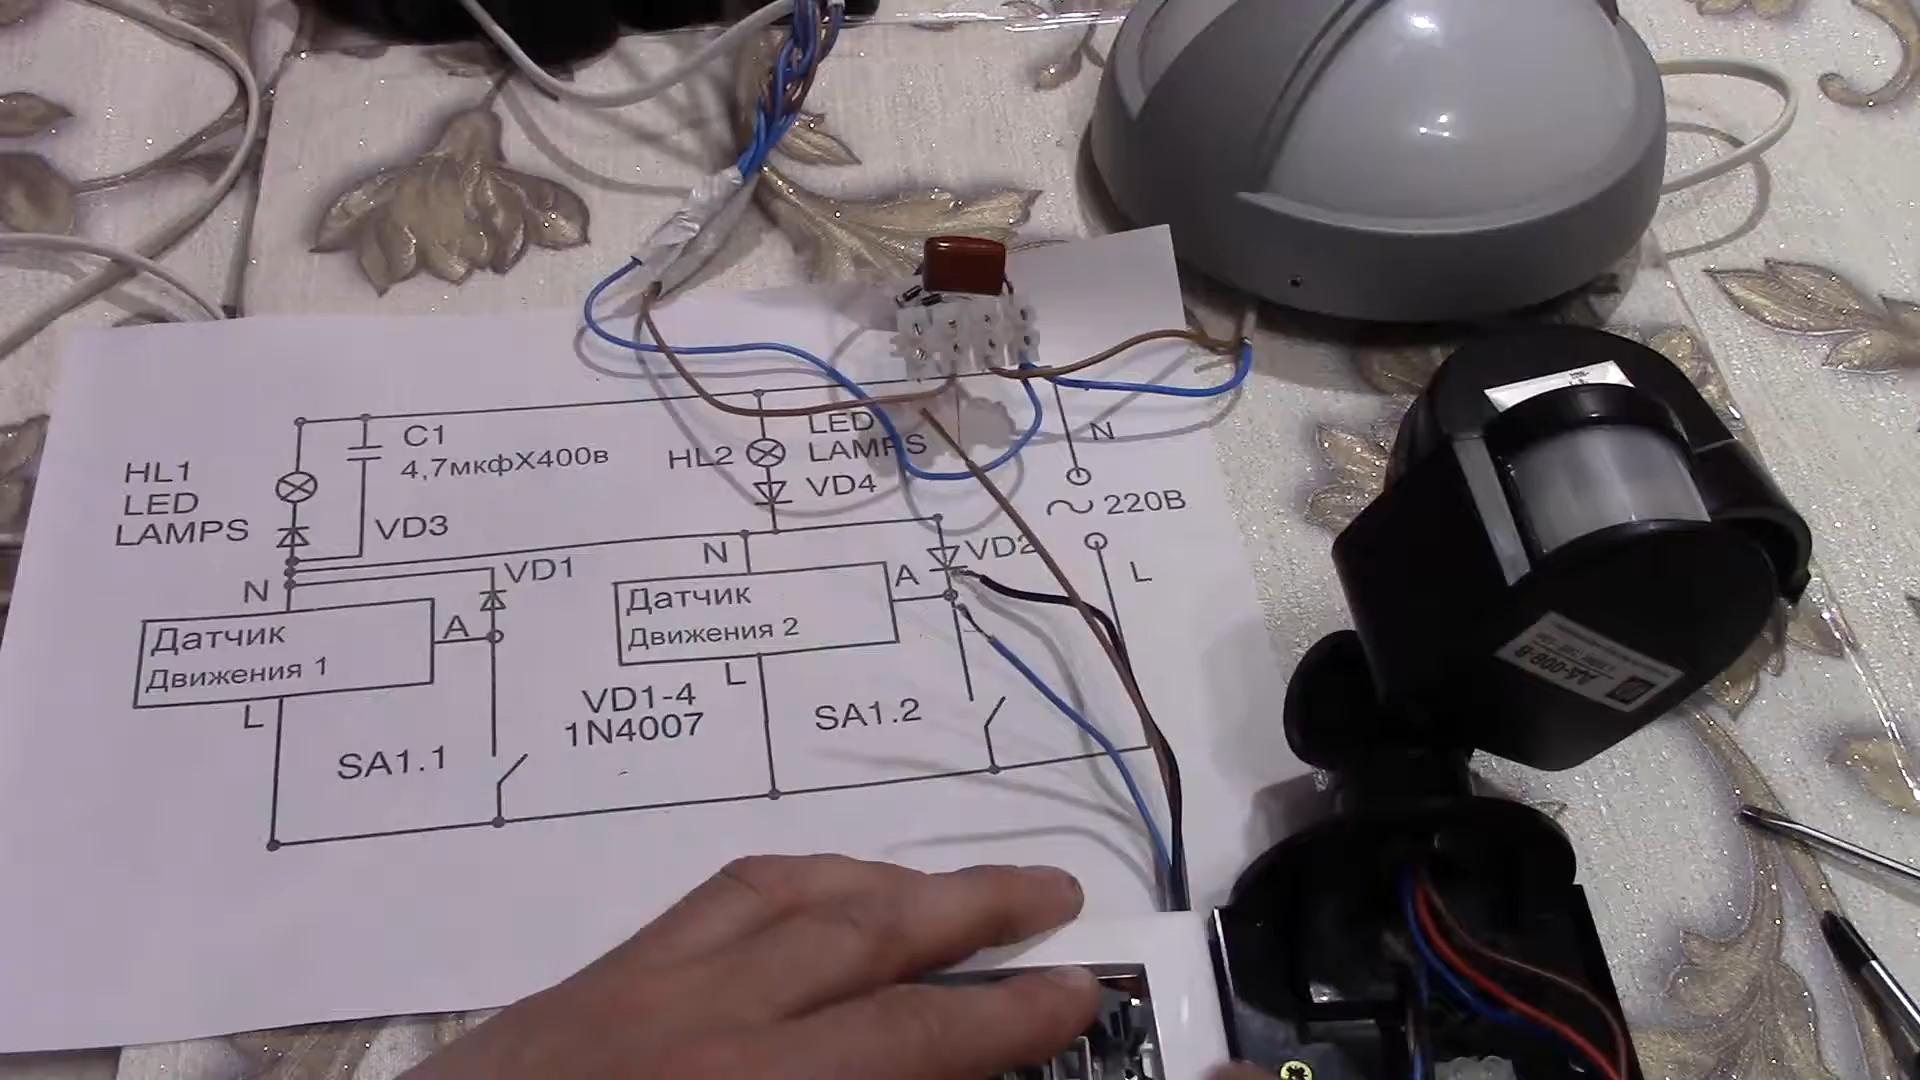 HL1
LED
LAMPS
C1
4,7мкфХ400в
VD3
HL2
LED
LAMPS
VD4
N
220В
L
N
VD1
A
Датчик
Движения 1
L
SA1.1
N
A
VD2
Датчик
Движения 2
L
VD1-4
1N4007
SA1.2